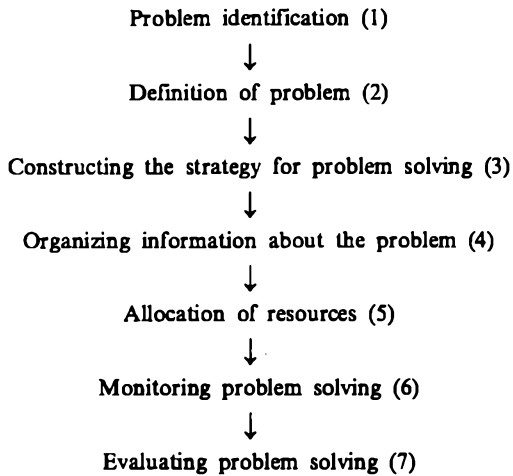 Problem identification (1)
↓
Definition of problem (2)
↓
Constructing the strategy for problem solving (3)
↓
Organizing information about the problem (4)
↓
Allocation of resources (5)
↓
Monitoring problem solving (6)
↓
Evaluating problem solving (7)